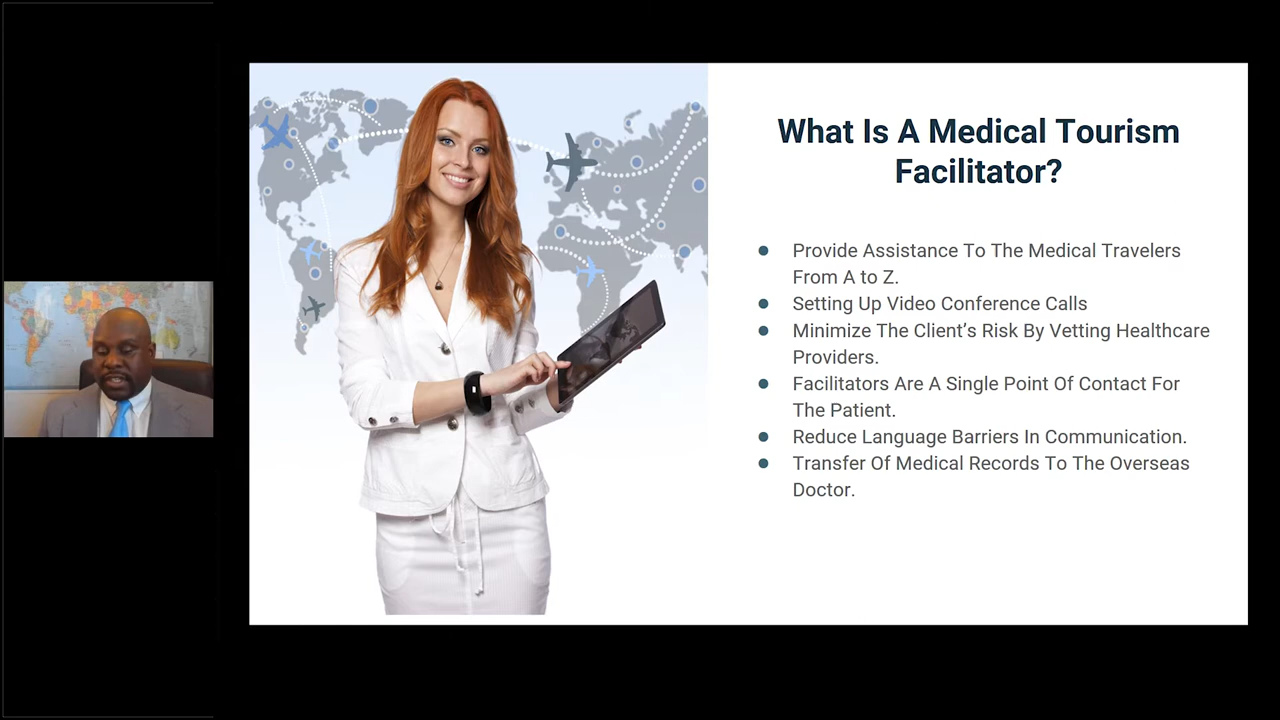 What Is A Medical Tourism
Facilitator?
● Provide Assistance To The Medical Travelers
From A to Z.
● Setting Up Video Conference Calls
● Minimize The Client’s Risk By Vetting Healthcare
Providers.
● Facilitators Are A Single Point Of Contact For
The Patient.
● Reduce Language Barriers In Communication.
● Transfer Of Medical Records To The Overseas
Doctor.